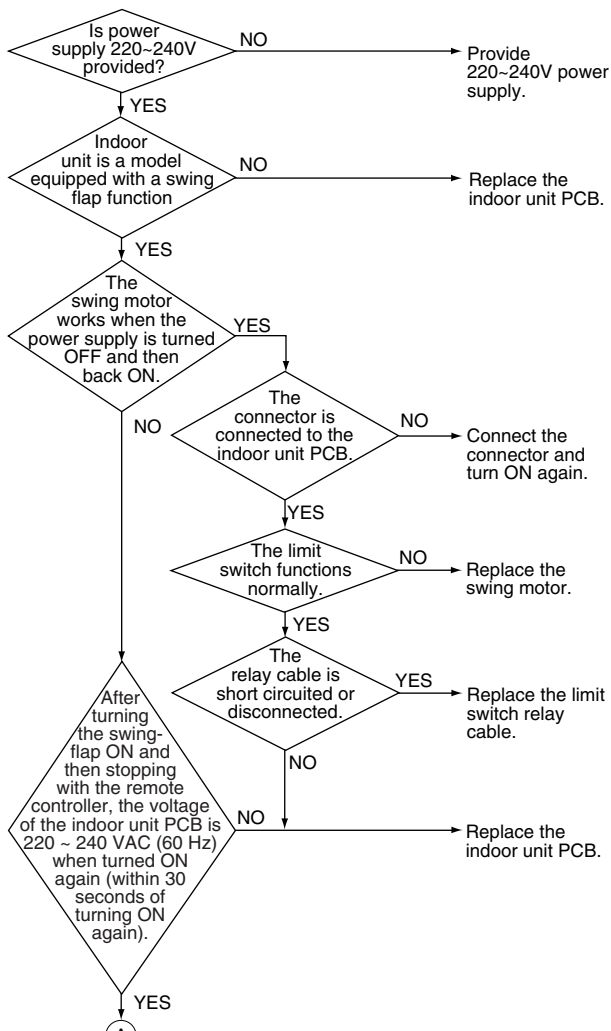 Is power
supply 220~240V
provided?
NO
Provide
220~240V power
supply.
YES
Indoor
unit is a model
equipped with a swing
flap function
NO
Replace the
indoor unit PCB.
YES
The
swing motor
works when the
power supply is turned
OFF and then
back ON.
YES
NO
The
connector is
connected to the
indoor unit PCB.
NO
Connect the
connector and
turn ON again.
YES
The limit
switch functions
normally.
NO
Replace the
swing motor.
YES
The
relay cable is
short circuited or
disconnected.
YES
Replace the limit
switch relay
cable.
NO
After
turning
the swing-
flap ON and
then stopping
with the remote
controller, the voltage
of the indoor unit PCB is
220 ~ 240 VAC (60 Hz)
when turned ON
again (within 30
seconds of
turning ON
again).
NO
Replace the
indoor unit PCB.
YES